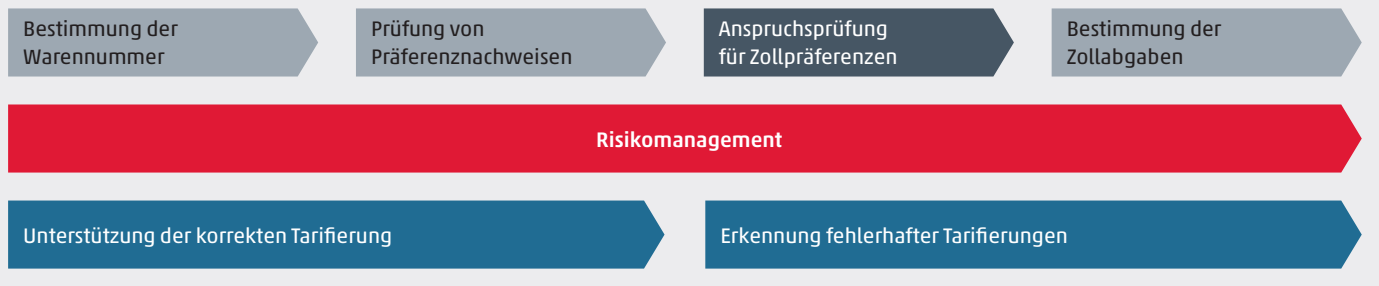 Bestimmung der
Warennummer
Prüfung von
Präferenznachweisen
Anspruchsprüfung
für Zollpräferenzen
Bestimmung der
Zollabgaben
Risikomanagement
Unterstützung der korrekten Tarifierung
Erkennung fehlerhafter Tarifierungen